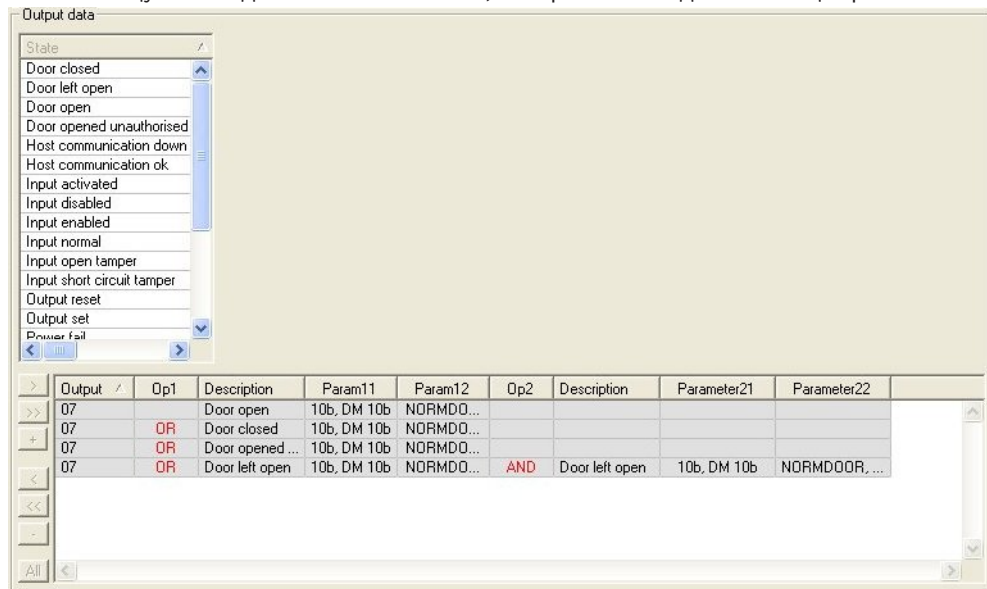 Output data
State
Door closed
Door left open
Door open
Door opened unauthorised
Host communication down
Host communication ok
Input activated
Input disabled
Input enabled
Input normal
Input open tamper
Input short circuit tamper
Output reset
Output set
Power fail
> Output Op1 Description Param11 Param12 Op2 Description Parameter21 Parameter22
>> 07 Door open 10b, DM 10b NORMDO...
+ 07 OR Door closed 10b, DM 10b NORMDO...
07 OR Door opened ... 10b, DM 10b NORMDO...
< 07 OR Door left open 10b, DM 10b NORMDO... AND Door left open 10b, DM 10b NORMDOOR, ...
<<
-
All